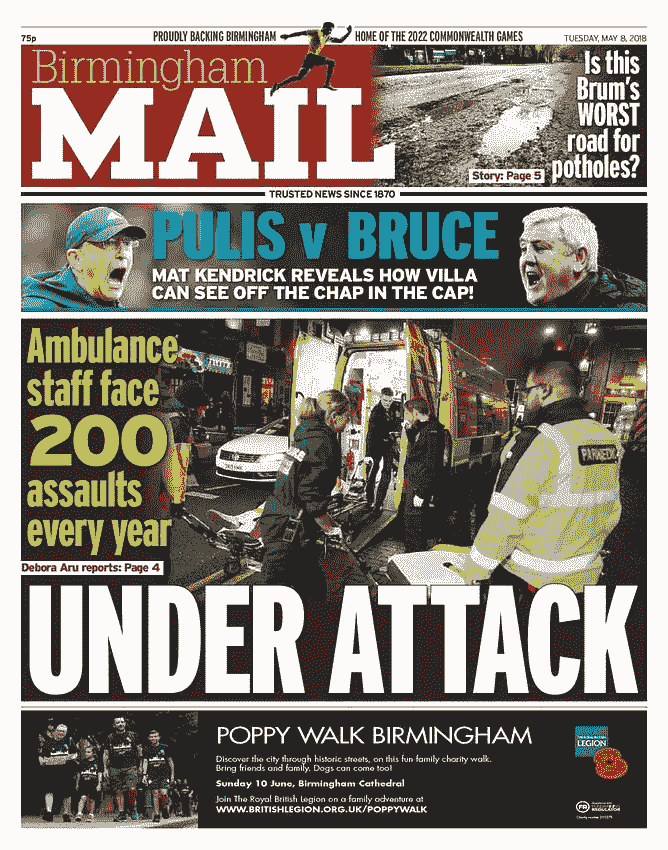 75p
PROUDLY BACKING BIRMINGHAM
HOME OF THE 2022 COMMONWEALTH GAMES
TUESDAY, MAY 8, 2018
Birmingham
MAIL
Is this
Brum's
WORST
road for
potholes?
Story: Page 5
TRUSTED NEWS SINCE 1870
PULIS v BRUCE
MAT KENDRICK REVEALS HOW VILLA
CAN SEE OFF THE CHAP IN THE CAP!
Ambulance
staff face
200
assaults
every year
Debora Aru reports: Page 4
PARAMEDIC
UNDER ATTACK
POPPY WALK BIRMINGHAM
Discover the city through historic streets, on this fun family charity walk.
Bring friends and family. Dogs can come too!
Sunday 10 June, Birmingham Cathedral
Join The Royal British Legion on a family adventure at
WWW.BRITISHLEGION.ORG.UK/POPPYWALK
LEGION
FR